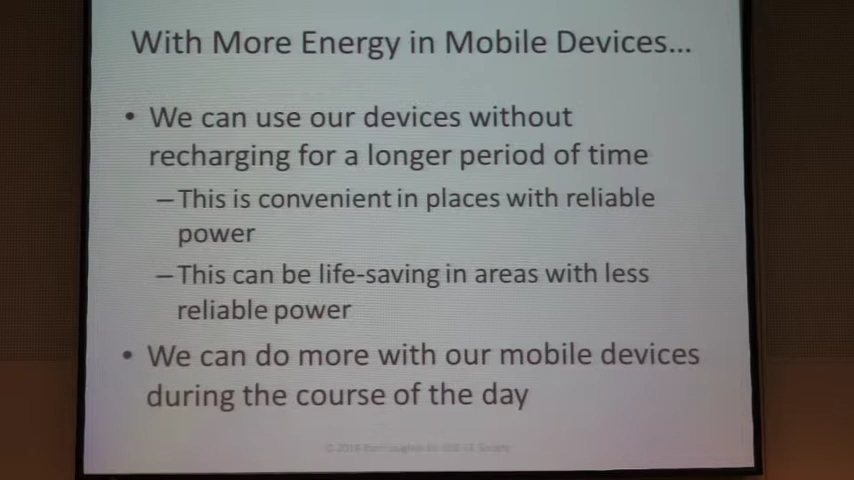 With More Energy in Mobile Devices...
• We can use our devices without
recharging for a longer period of time
– This is convenient in places with reliable
power
– This can be life-saving in areas with less
reliable power
• We can do more with our mobile devices
during the course of the day
Society